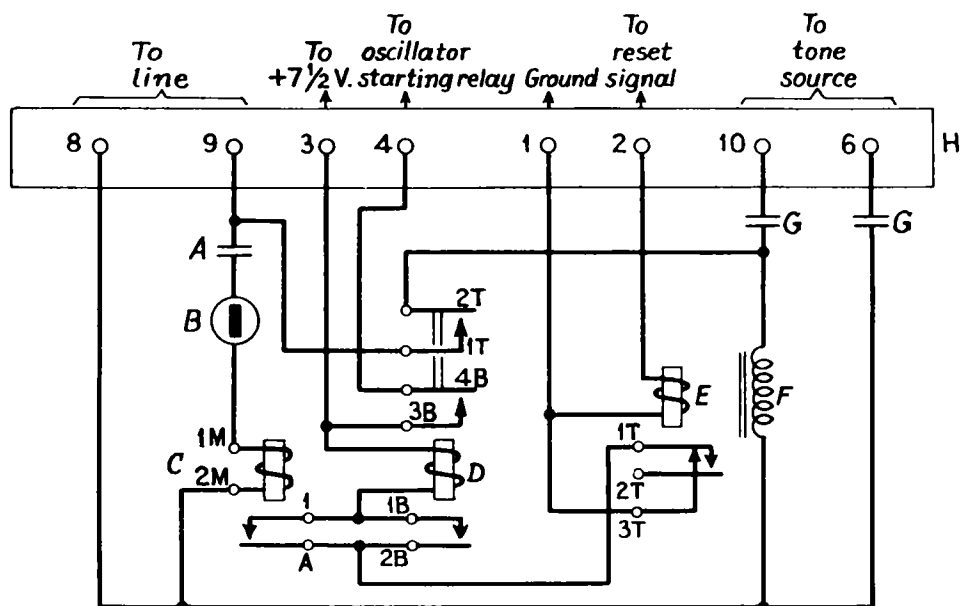 To To To To To
line +7½ V. oscillator starting relay Ground reset signal tone source
8 9 3 4 1 2 10 6 H
A G G
B 2T
1T
4B E F
3B
1M 1T
C D
2M 2T
1 1B 3T
A 2B